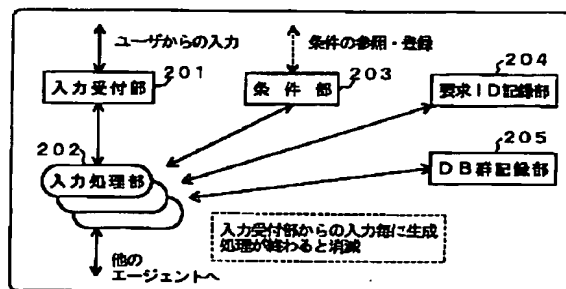 ユーザからの入力
条件の参照・登録
201
203
204
入力受付部
条件部
要求ID記録部
205
202
DB群記録部
入力処理部
入力受付部からの入力毎に生成
処理が終わると消滅
他の
エージェントへ